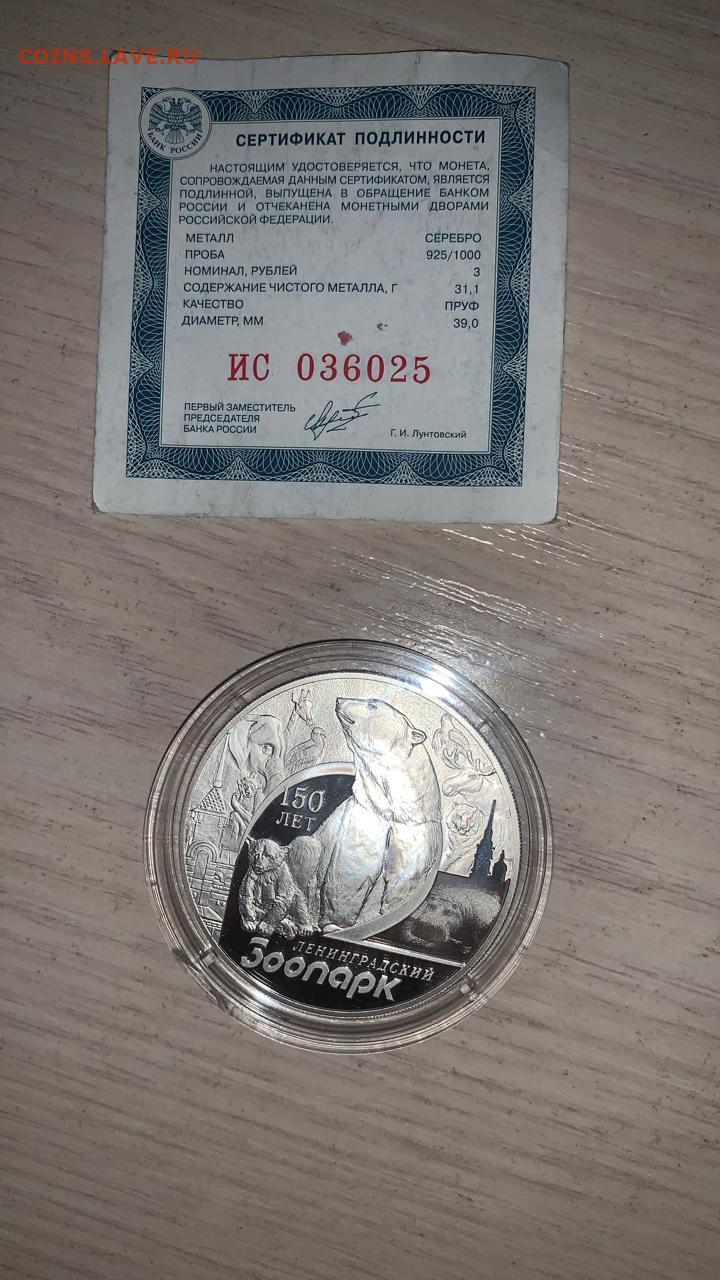 COINS.LAVE.RU
БАНК РОССИИ
СЕРТИФИКАТ ПОДЛИННОСТИ
НАСТОЯЩИМ УДОСТОВЕРЯЕТСЯ, ЧТО МОНЕТА,
СОПРОВОЖДАЕМАЯ ДАННЫМ СЕРТИФИКАТОМ, ЯВЛЯЕТСЯ
ПОДЛИННОЙ, ВЫПУЩЕНА В ОБРАЩЕНИЕ БАНКОМ
РОССИИ И ОТЧЕКАНЕНА МОНЕТНЫМИ ДВОРАМИ
РОССИЙСКОЙ ФЕДЕРАЦИИ.
МЕТАЛЛ СЕРЕБРО
ПРОБА 925/1000
НОМИНАЛ, РУБЛЕЙ 3
СОДЕРЖАНИЕ ЧИСТОГО МЕТАЛЛА, Г 31,1
КАЧЕСТВО ПРУФ
ДИАМЕТР, ММ 39,0
ИС 036025
ПЕРВЫЙ ЗАМЕСТИТЕЛЬ
ПРЕДСЕДАТЕЛЯ
БАНКА РОССИИ
Г. И. Лунтовский
150
ЛЕТ
ЛЕНИНГРАДСКИЙ
Зоопарк